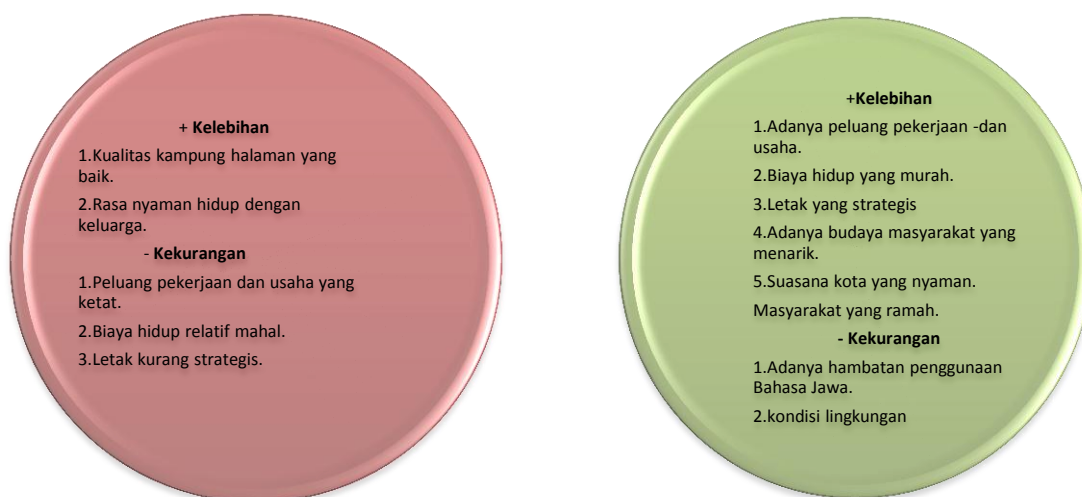 + Kelebihan
1.Kualitas kampung halaman yang
baik.
2.Rasa nyaman hidup dengan
keluarga.
- Kekurangan
1.Peluang pekerjaan dan usaha yang
ketat.
2.Biaya hidup relatif mahal.
3.Letak kurang strategis.
+Kelebihan
1.Adanya peluang pekerjaan -dan
usaha.
2.Biaya hidup yang murah.
3.Letak yang strategis
4.Adanya budaya masyarakat yang
menarik.
5.Suasana kota yang nyaman.
Masyarakat yang ramah.
- Kekurangan
1.Adanya hambatan penggunaan
Bahasa Jawa.
2.kondisi lingkungan